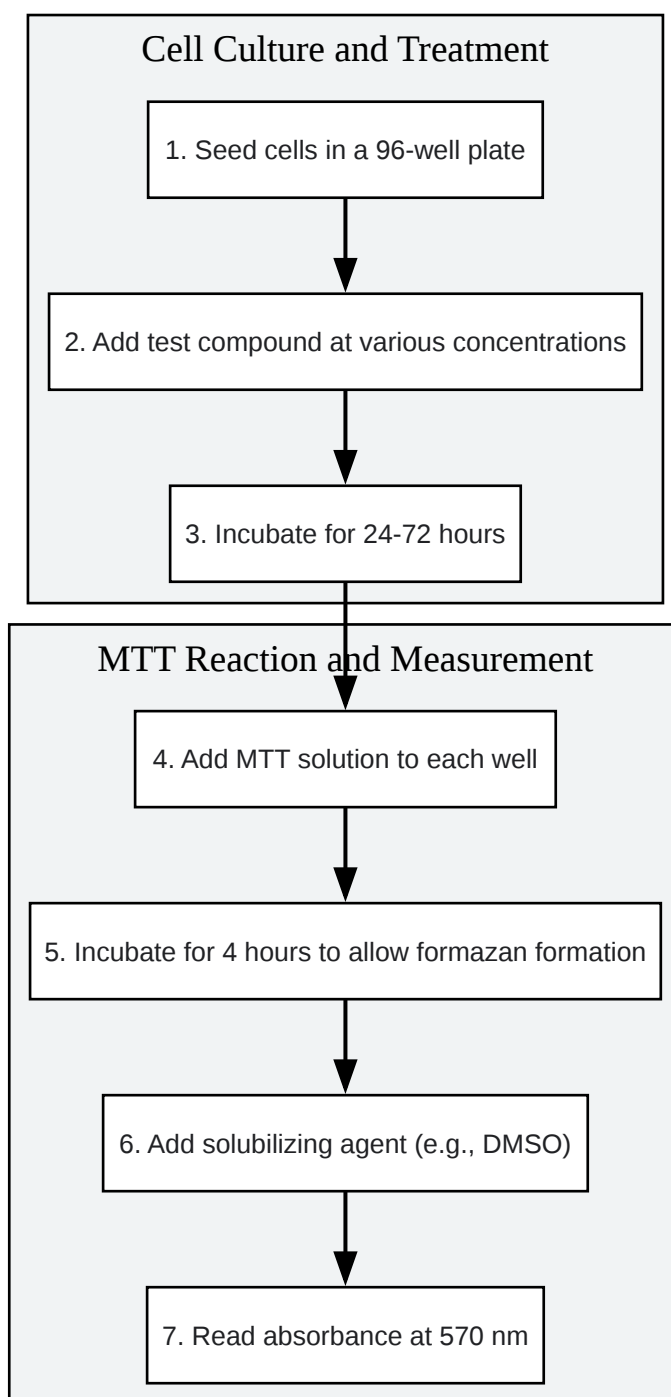 Cell Culture and Treatment
1. Seed cells in a 96-well plate
2. Add test compound at various concentrations
3. Incubate for 24-72 hours
MTT Reaction and Measurement
4. Add MTT solution to each well
5. Incubate for 4 hours to allow formazan formation
6. Add solubilizing agent (e.g., DMSO)
7. Read absorbance at 570 nm